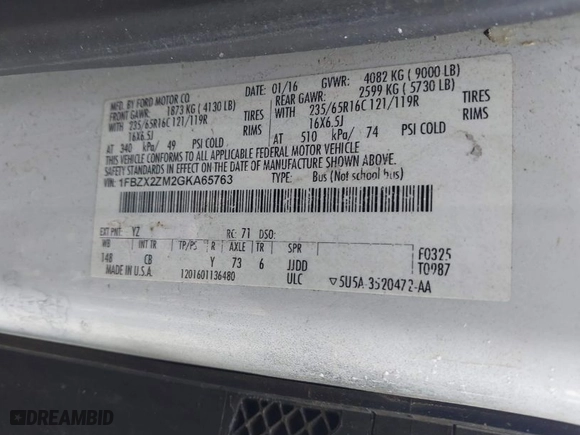 MFD. BY FORD MOTOR CO
DATE: 01/16 GVWR: 4082 KG ( 9000 LB)
FRONT GAWR: 1873 KG ( 4130 LB)
REAR GAWR: 2599 KG ( 5730 LB)
WITH 235/65R16C 121/119R TIRES
WITH 235/65R16C 121/119R TIRES
16X6.5J RIMS
16X6.5J RIMS
AT 340 kPa/ 49 PSI COLD
AT 510 kPa/ 74 PSI COLD
THIS VEHICLE CONFORMS TO ALL APPLICABLE FEDERAL MOTOR VEHICLE
SAFETY STANDARDS IN EFFECT ON THE DATE OF MANUFACTURE SHOWN ABOVE.
VIN: 1FBZX2ZM2GKA65763 TYPE: Bus (Not school bus)
EXT PNT: YZ RC: 71 DSO:
WB INT TR TP/PS R AXLE TR SPR
148 CB Y 73 6 JJDD
F0325
T0987
MADE IN U.S.A. 1201601136480 ULC ▽5U5A-3520472-AA
DREAMBID